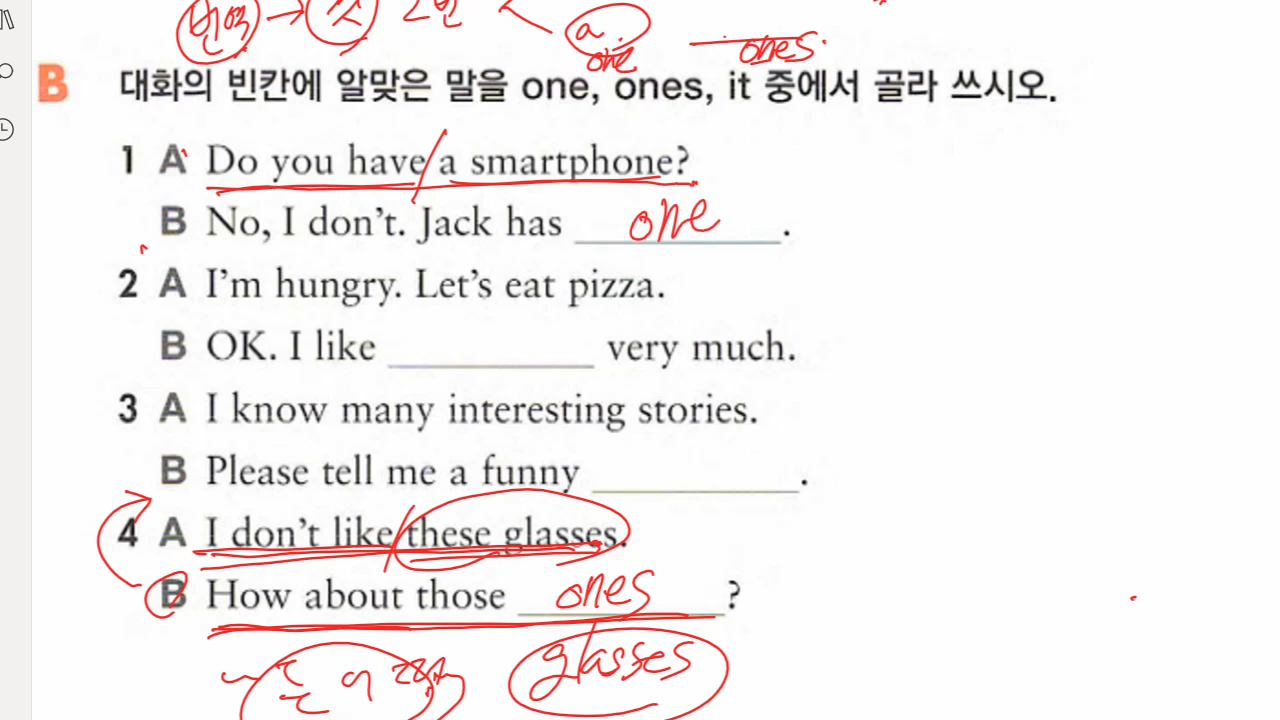 a one
ones
B 대화의 빈칸에 알맞은 말을 one, ones, it 중에서 골라 쓰시오.
1 A Do you have a smartphone?
B No, I don't. Jack has one.
2 A I'm hungry. Let's eat pizza.
B OK. I like ________ very much.
3 A I know many interesting stories.
B Please tell me a funny ________.
4 A I don't like these glasses.
B How about those ones?
glasses